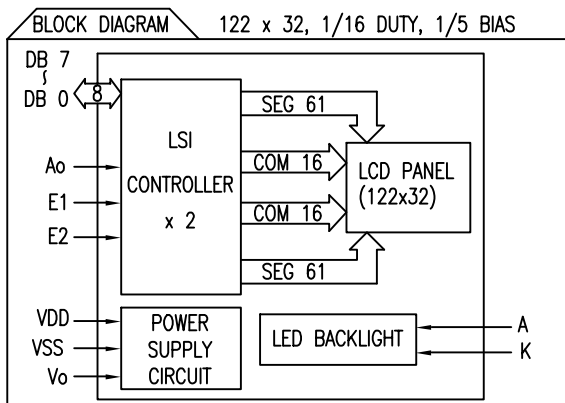 BLOCK DIAGRAM 122 x 32, 1/16 DUTY, 1/5 BIAS
DB 7
~
DB 0
8
SEG 61
LSI
CONTROLLER
x 2
COM 16
COM 16
SEG 61
LCD PANEL
(122x32)
Ao
E1
E2
VDD
VSS
Vo
POWER
SUPPLY
CIRCUIT
LED BACKLIGHT
A
K